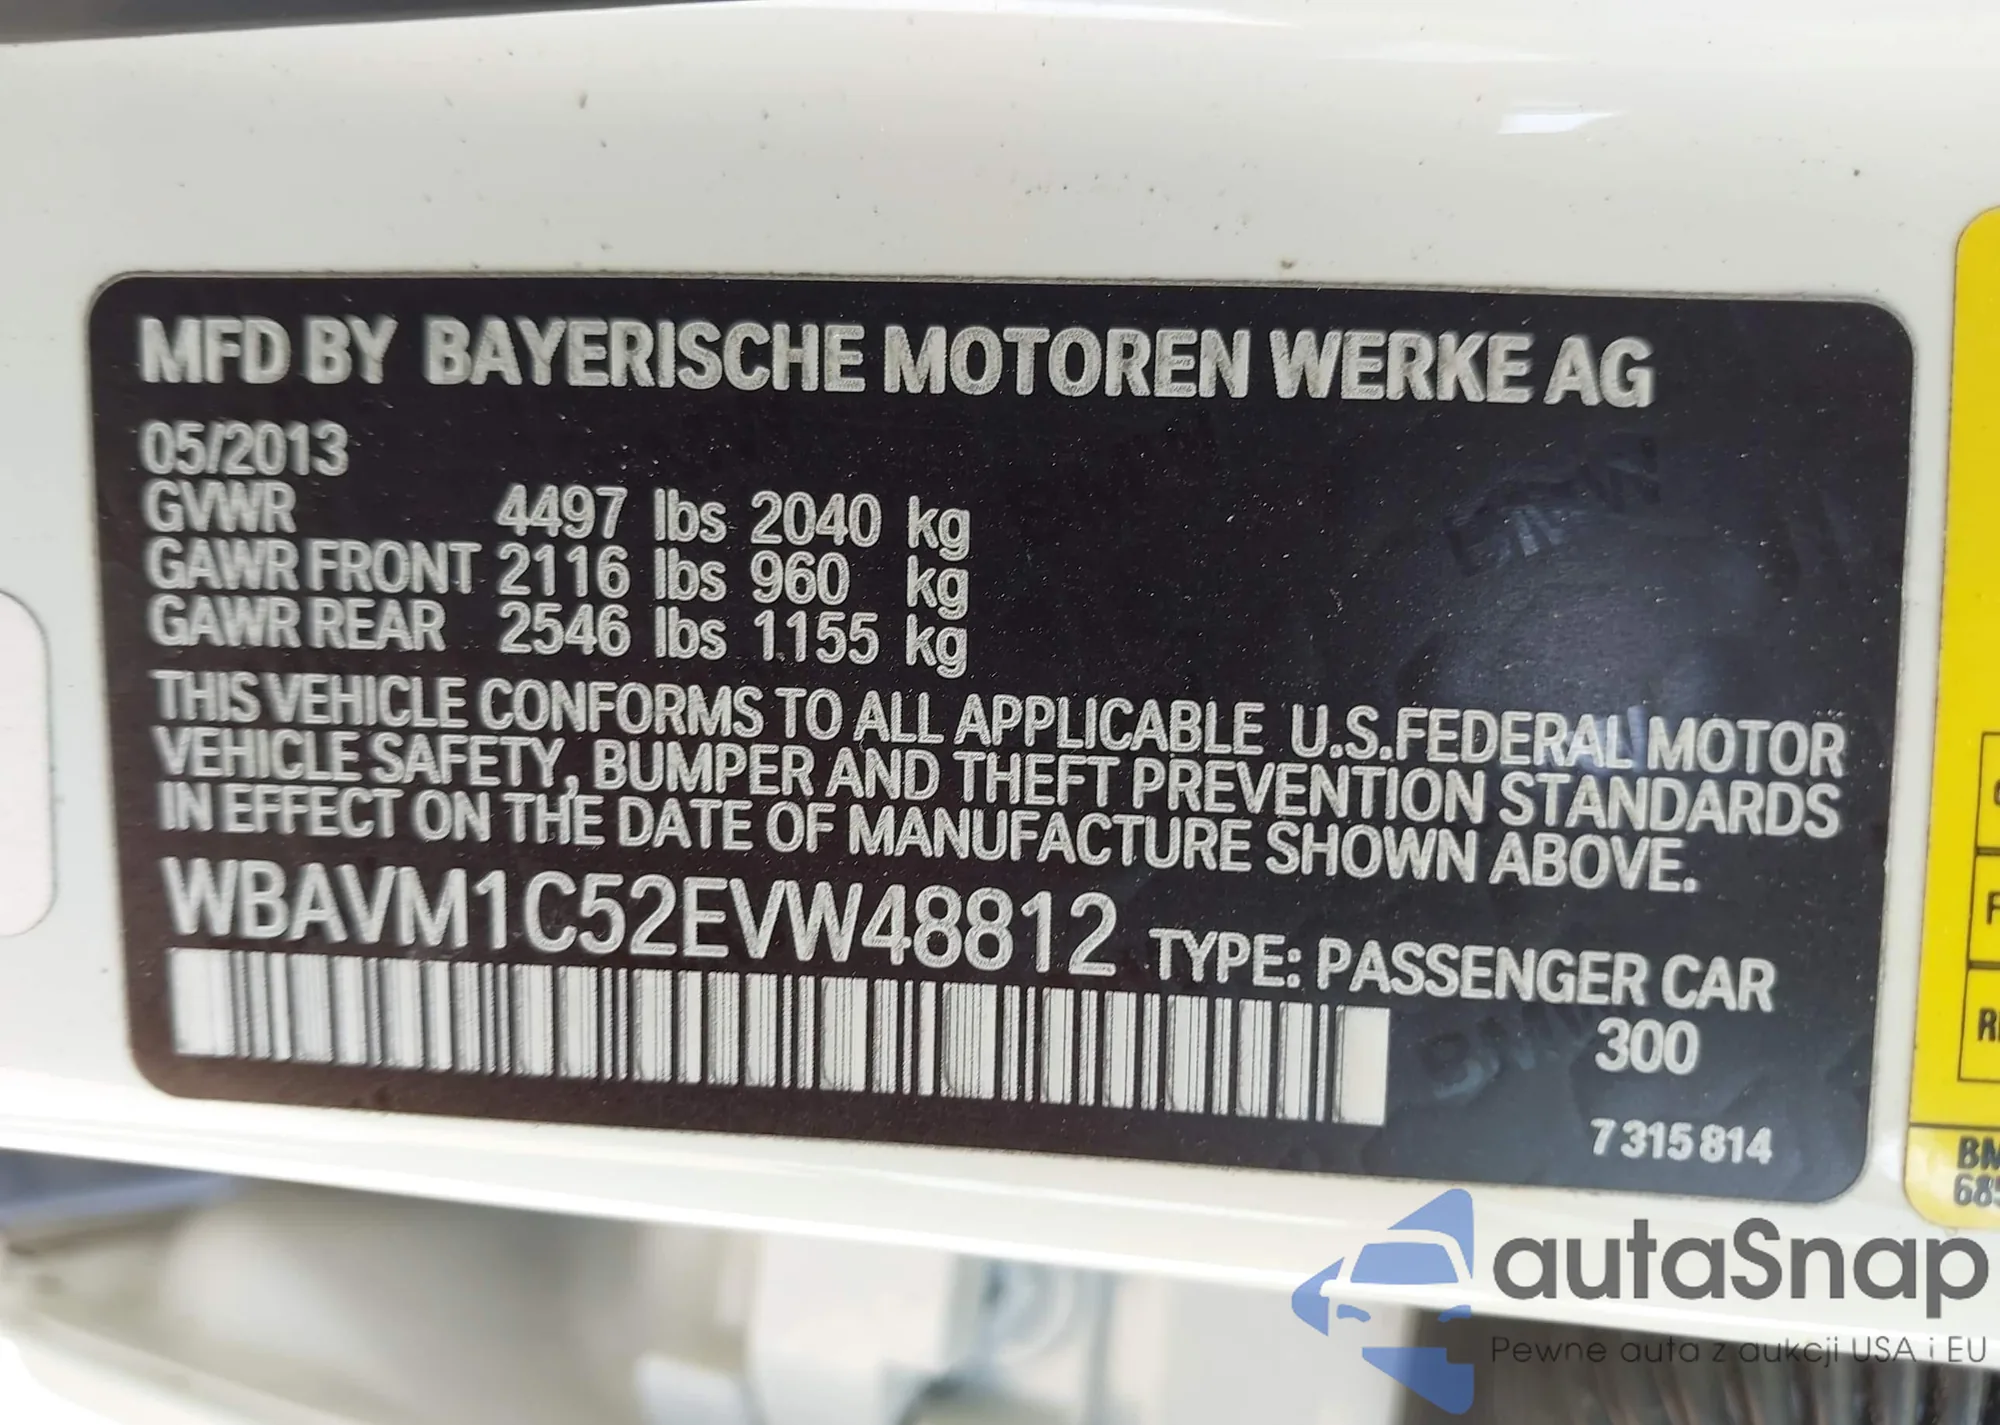 MFD BY BAYERISCHE MOTOREN WERKE AG
05/2013
GVWR 4497 lbs 2040 kg
GAWR FRONT 2116 lbs 960 kg
GAWR REAR 2546 lbs 1155 kg
THIS VEHICLE CONFORMS TO ALL APPLICABLE U.S.FEDERAL MOTOR
VEHICLE SAFETY, BUMPER AND THEFT PREVENTION STANDARDS
IN EFFECT ON THE DATE OF MANUFACTURE SHOWN ABOVE.
WBAVM1C52EVW48812 TYPE: PASSENGER CAR
300
7 315 814
autaSnap
Pewne auta z aukcji USA i EU